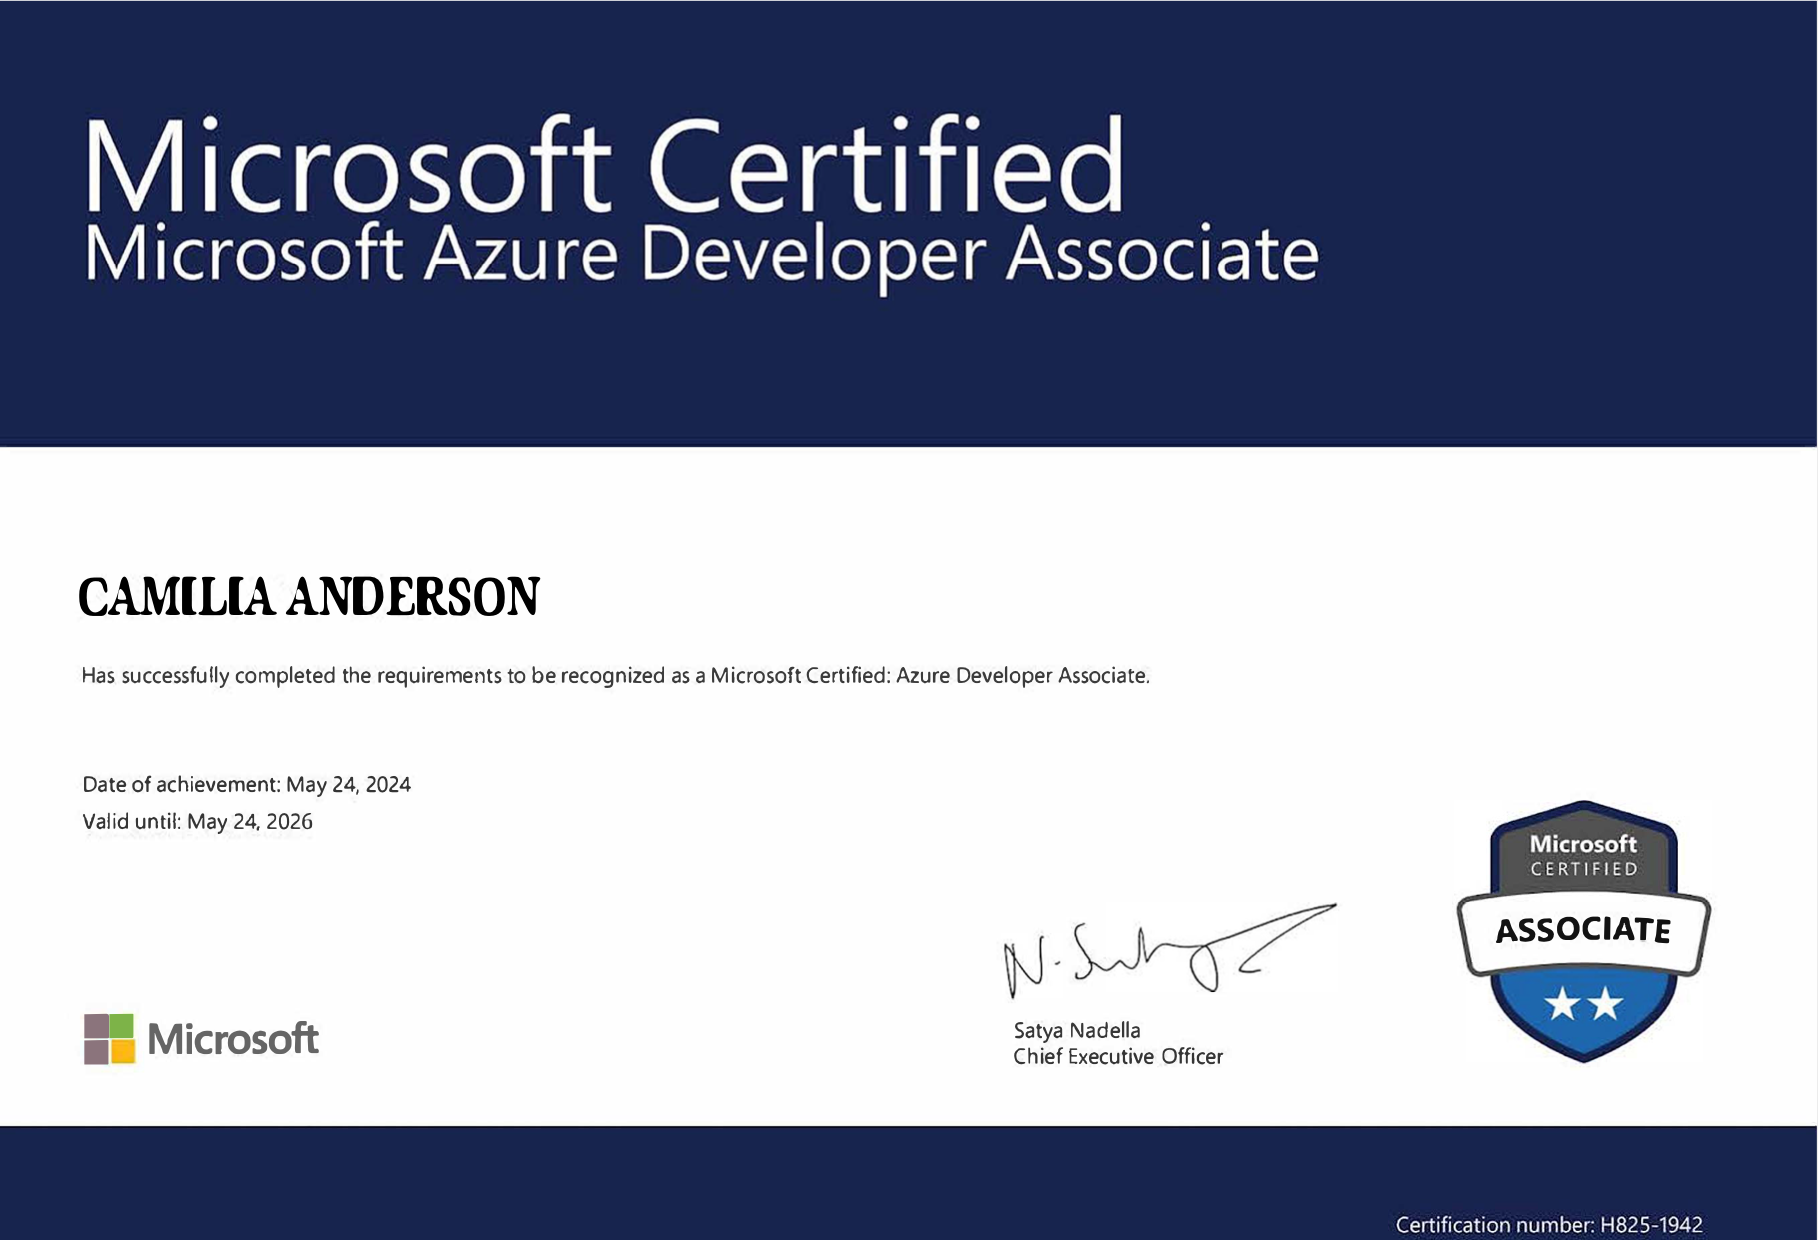 Microsoft Certified
Microsoft Azure Developer Associate
CAMILIA ANDERSON
Has successfully completed the requirements to be recognized as a Microsoft Certified: Azure Developer Associate.
Date of achievement: May 24, 2024
Valid until: May 24, 2026
Microsoft
CERTIFIED
ASSOCIATE
N. Satya
Satya Nadella
Chief Executive Officer
Microsoft
Certification number: H825-1942